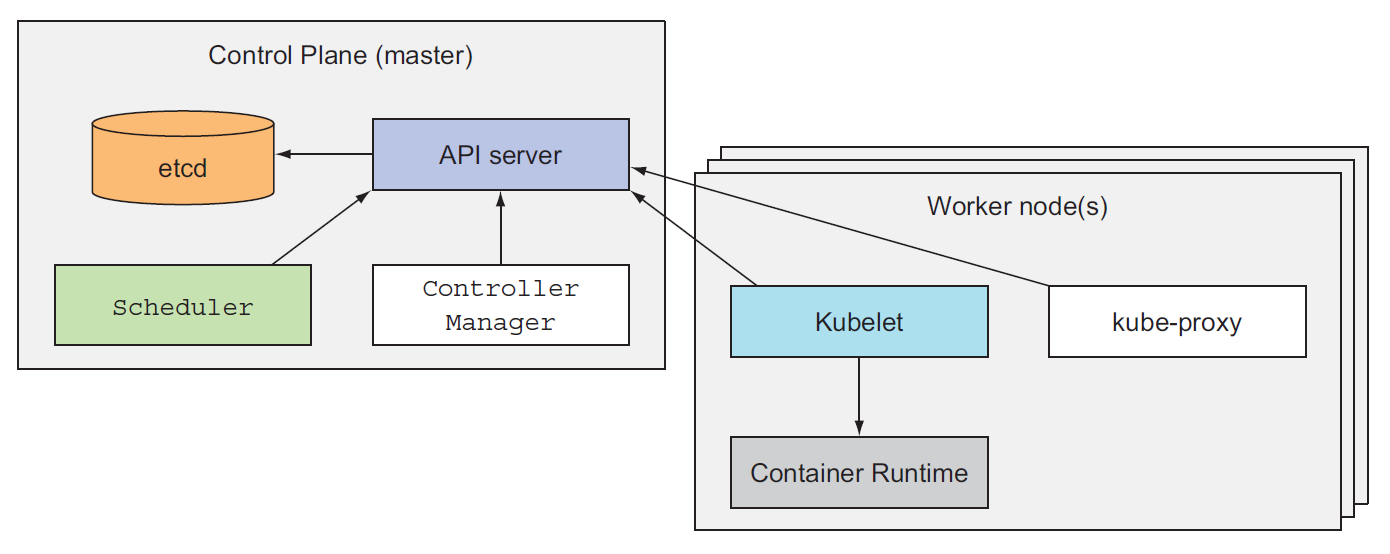 Control Plane (master)
etcd
API server
Scheduler
Controller
Manager
Worker node(s)
Kubelet
kube-proxy
Container Runtime